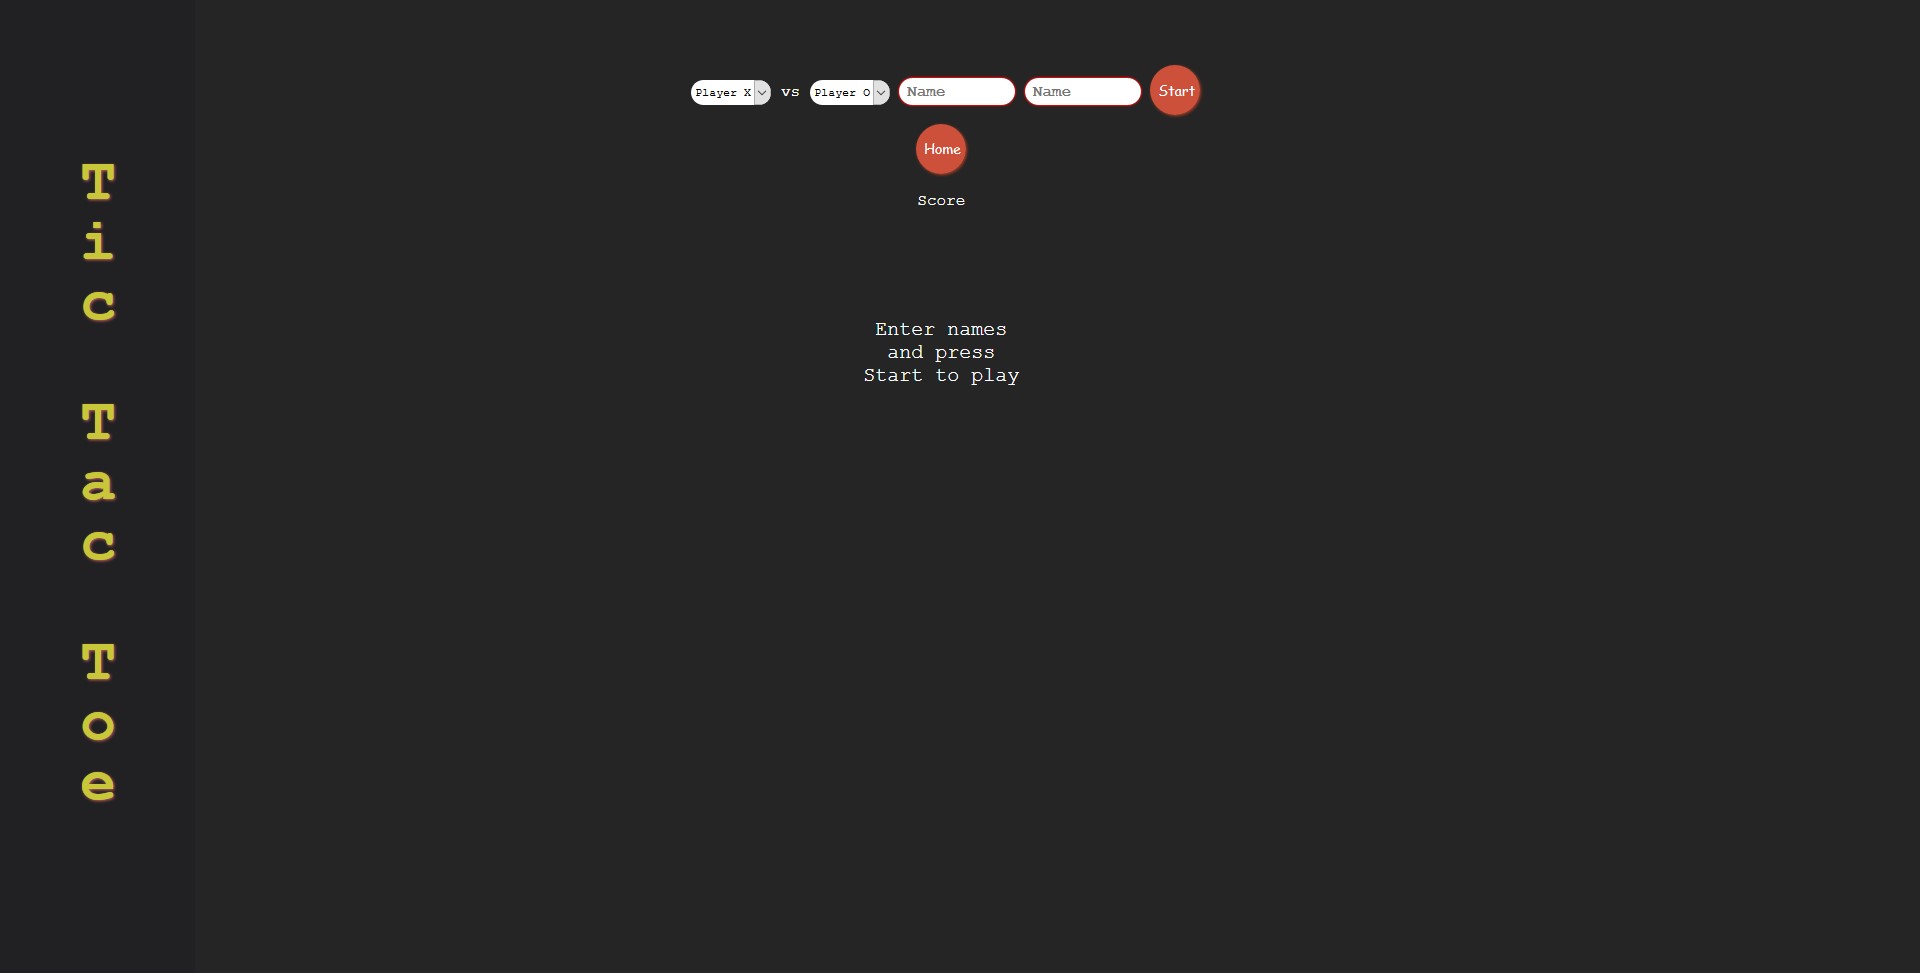 Tic Tac Toe
Player X vs Player O Name Name Start
Home
Score
Enter names
and press
Start to play